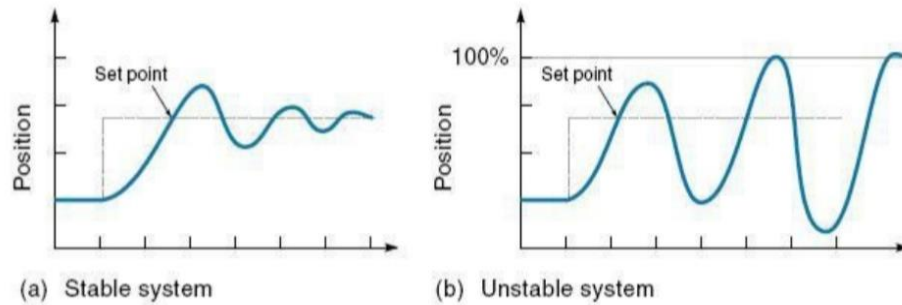 Set point
Position
(a) Stable system
100%
Set point
Position
(b) Unstable system